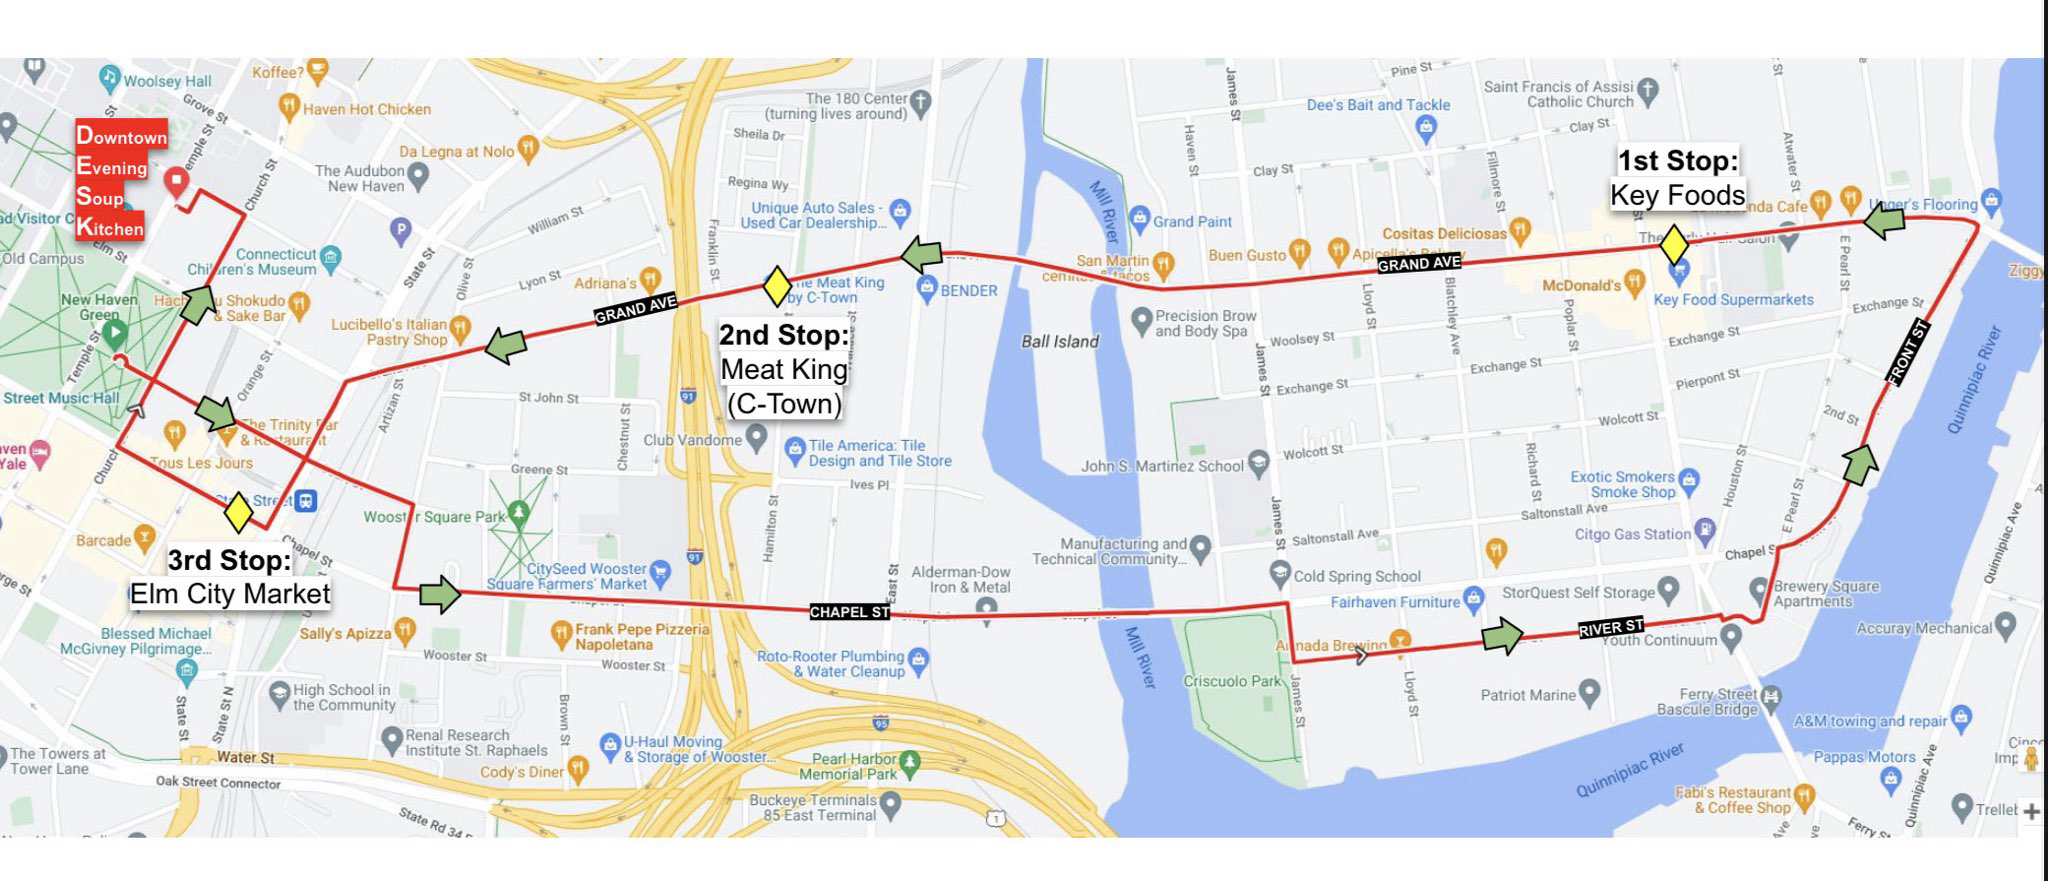 Woolsey Hall
Koffee?
Grove St
Haven Hot Chicken
Downtown
Evening
Soup
Kitchen
Temple St
Church St
The Audubon
New Haven
Da Legna at Nolo
The 180 Center
(turning lives around)
Sheila Dr
Regina Wy
William St
Unique Auto Sales -
Used Car Dealership...
Franklin St
State St
Elm St
Old Campus
Connecticut
Children's Museum
Lyon St
Olive St
Adriana's
New Haven
Green
& Sake Bar
Lucibello's Italian
Pastry Shop
GRAND AVE
Meat King
by C-Town
BENDER
2nd Stop:
Meat King
(C-Town)
Temple St
Orange St
Street Music Hall
Artizan St
St John St
Chestnut St
Club Vandome
Tile America: Tile
Design and Tile Store
The Trinity Bar
& Restaurant
Tous Les Jours
Church
Yale
Greene St
Ives Pl
Hamilton St
State Street
Wooster Square Park
Barcade
Chapel St
3rd Stop:
Elm City Market
CitySeed Wooster
Square Farmers' Market
Alderman-Dow
Iron & Metal
East St
CHAPEL ST
Chapel St
Blessed Michael
McGivney Pilgrimage...
Sally's Apizza
Frank Pepe Pizzeria
Napoletana
Wooster St
Wooster St
Roto-Rooter Plumbing
& Water Cleanup
High School in
the Community
Brown St
State St
State St N
Renal Research
Institute St. Raphaels
U-Haul Moving
& Storage of Wooster...
The Towers at
Tower Lane
Water St
Oak Street Connector
Cody's Diner
State Rd 34
Pearl Harbor
Memorial Park
Buckeye Terminals
85 East Terminal
91
91
95
1
Pine St
Dee's Bait and Tackle
Saint Francis of Assisi
Catholic Church
James St
Haven St
Clay St
Clay St
Fillmore St
Atwater St
1st Stop:
Key Foods
Mill River
Grand Paint
Cositas Deliciosas
Buen Gusto
San Martin
GRAND AVE
McDonald's
Key Food Supermarkets
Unger's Flooring
E Pearl St
Ziggy
Precision Brow
and Body Spa
Ball Island
Lloyd St
Blatchley Ave
Poplar St
Exchange St
Woolsey St
Exchange St
Exchange St
James St
Pierpont St
FRONT ST
Quinnipiac River
2nd St
Wolcott St
Wolcott St
John S. Martinez School
Richard St
Houston St
Exotic Smokers
Smoke Shop
Saltonstall Ave
Saltonstall Ave
E Pearl St
Citgo Gas Station
Manufacturing and
Technical Community...
James St
Chapel S
Cold Spring School
StorQuest Self Storage
Brewery Square
Apartments
Fairhaven Furniture
Armada Brewing
RIVER ST
Youth Continuum
Accuray Mechanical
Quinnipiac Ave
Mill River
Criscuolo Park
James St
Lloyd St
Patriot Marine
Ferry Street
Bascule Bridge
A&M towing and repair
Pappas Motors
Quinnipiac River
Fabi's Restaurant
& Coffee Shop
Quinnipiac Ave
Ferry St